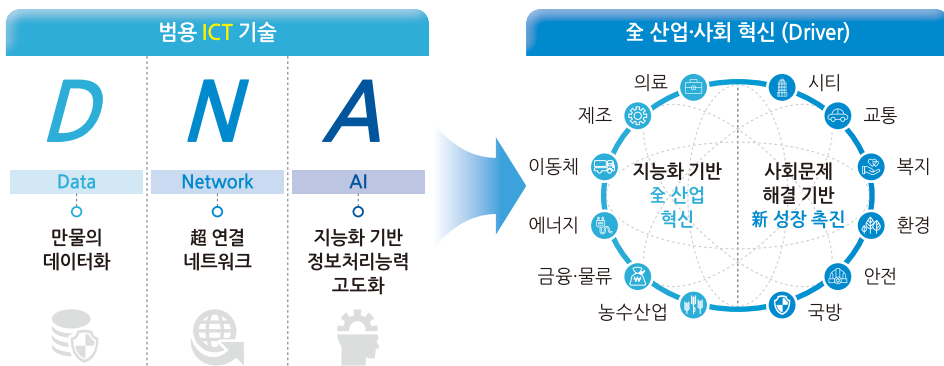 범용 ICT 기술
D
N
A
Data
Network
AI
만물의
데이터화
超 연결
네트워크
지능화 기반
정보처리능력
고도화
全 산업·사회 혁신 (Driver)
의료
제조
이동체
에너지
금융·물류
농수산업
지능화 기반
全 산업
혁신
사회문제
해결 기반
新 성장 촉진
시티
교통
복지
환경
안전
국방